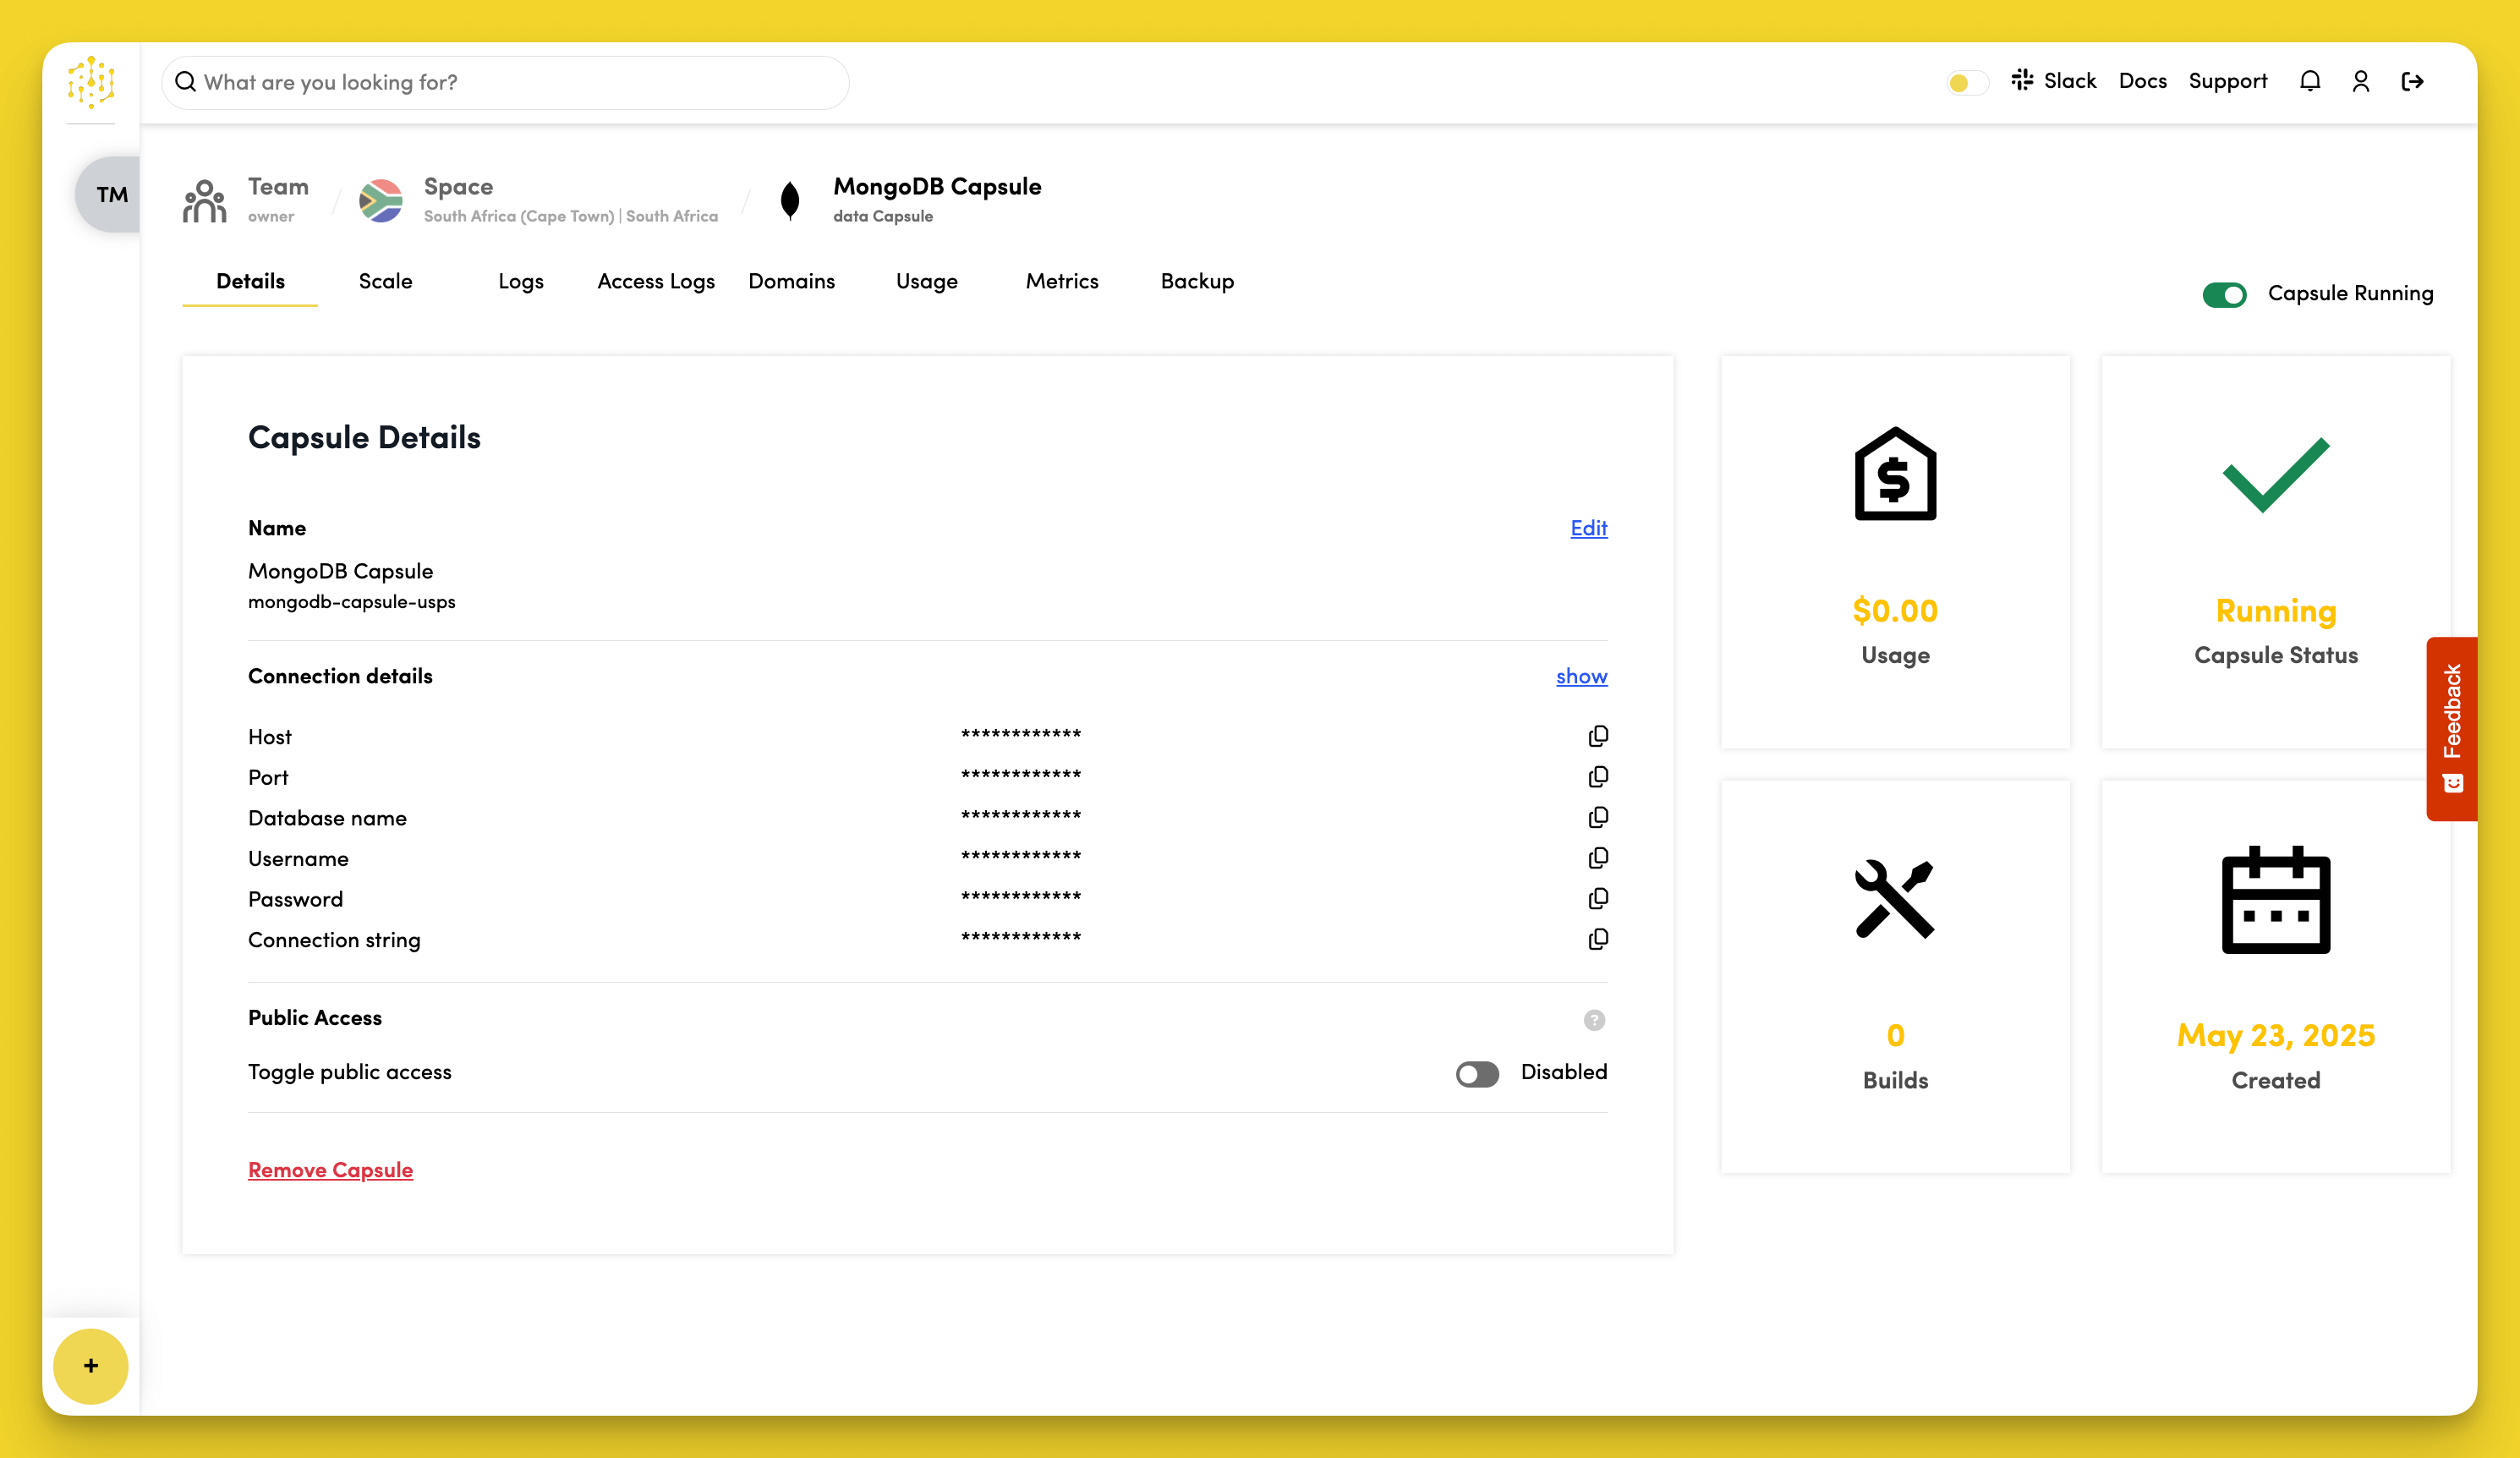 What are you looking for?
Slack Docs Support
TM
Team
owner
Space
South Africa (Cape Town) | South Africa
MongoDB Capsule
data Capsule
Details Scale Logs Access Logs Domains Usage Metrics Backup
Capsule Running
Capsule Details
Name Edit
MongoDB Capsule
mongodb-capsule-usps
Connection details show
Host ************
Port ************
Database name ************
Username ************
Password ************
Connection string ************
Public Access ?
Toggle public access Disabled
Remove Capsule
$
$0.00
Usage
Running
Capsule Status
0
Builds
May 23, 2025
Created
Feedback
+